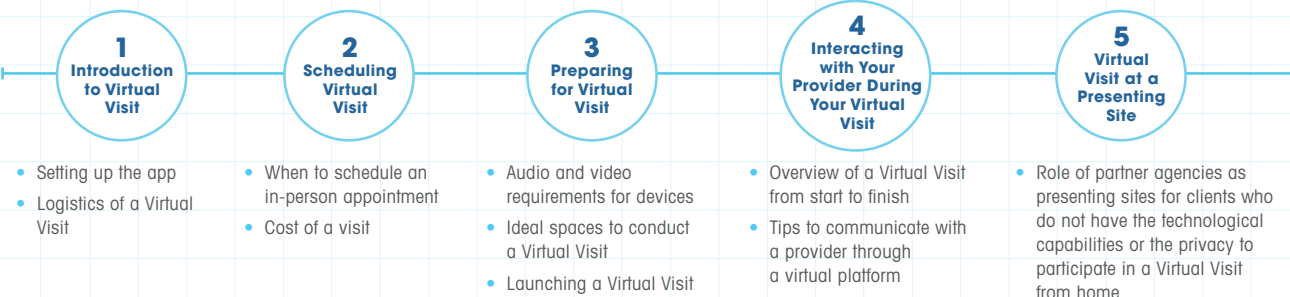 1
Introduction
to Virtual
Visit
• Setting up the app
• Logistics of a Virtual
Visit
2
Scheduling
Virtual
Visit
• When to schedule an
in-person appointment
• Cost of a visit
3
Preparing
for Virtual
Visit
• Audio and video
requirements for devices
• Ideal spaces to conduct
a Virtual Visit
• Launching a Virtual Visit
4
Interacting
with Your
Provider During
Your Virtual
Visit
• Overview of a Virtual Visit
from start to finish
• Tips to communicate with
a provider through
a virtual platform
5
Virtual
Visit at a
Presenting
Site
• Role of partner agencies as
presenting sites for clients who
do not have the technological
capabilities or the privacy to
participate in a Virtual Visit
from home